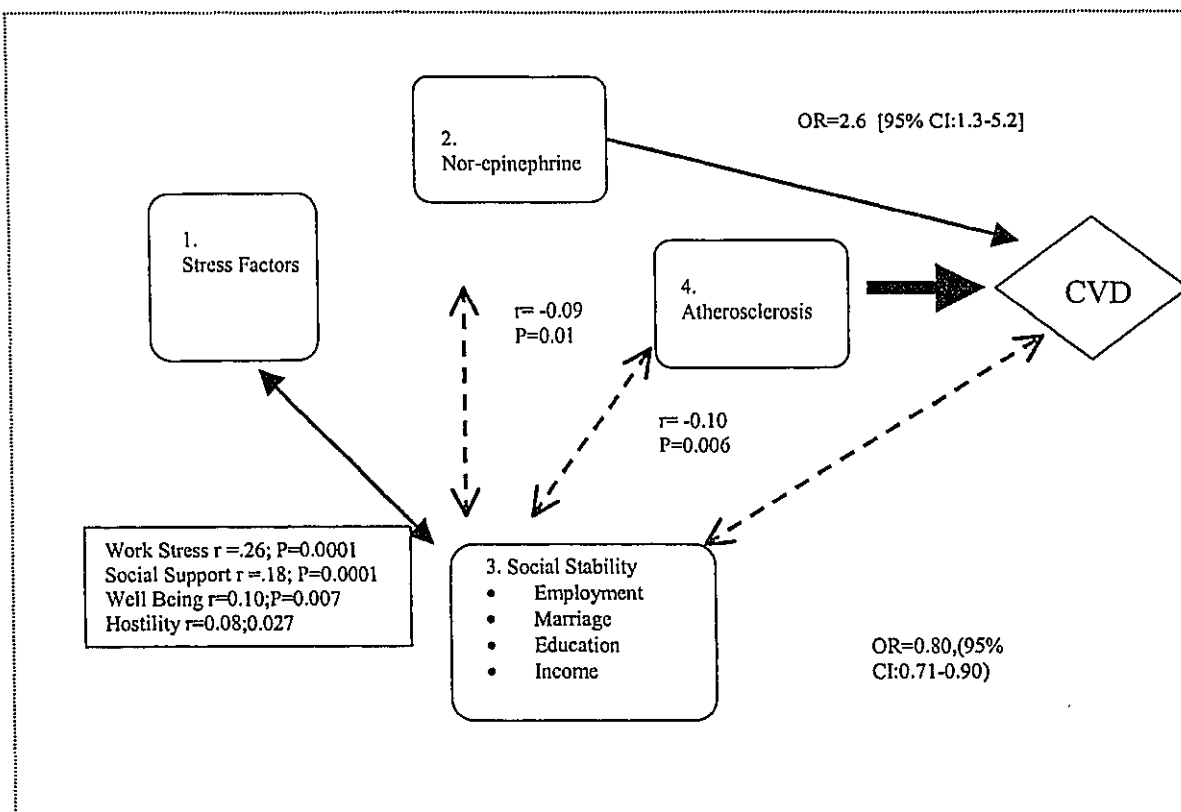 2.
Nor-epinephrine
OR=2.6 [95% CI:1.3-5.2]
1.
Stress Factors
4.
Atherosclerosis
CVD
r= -0.09
P=0.01
r= -0.10
P=0.006
Work Stress r =.26; P=0.0001
Social Support r =.18; P=0.0001
Well Being r=0.10;P=0.007
Hostility r=0.08;0.027
3. Social Stability
• Employment
• Marriage
• Education
• Income
OR=0.80,(95%
CI:0.71-0.90)